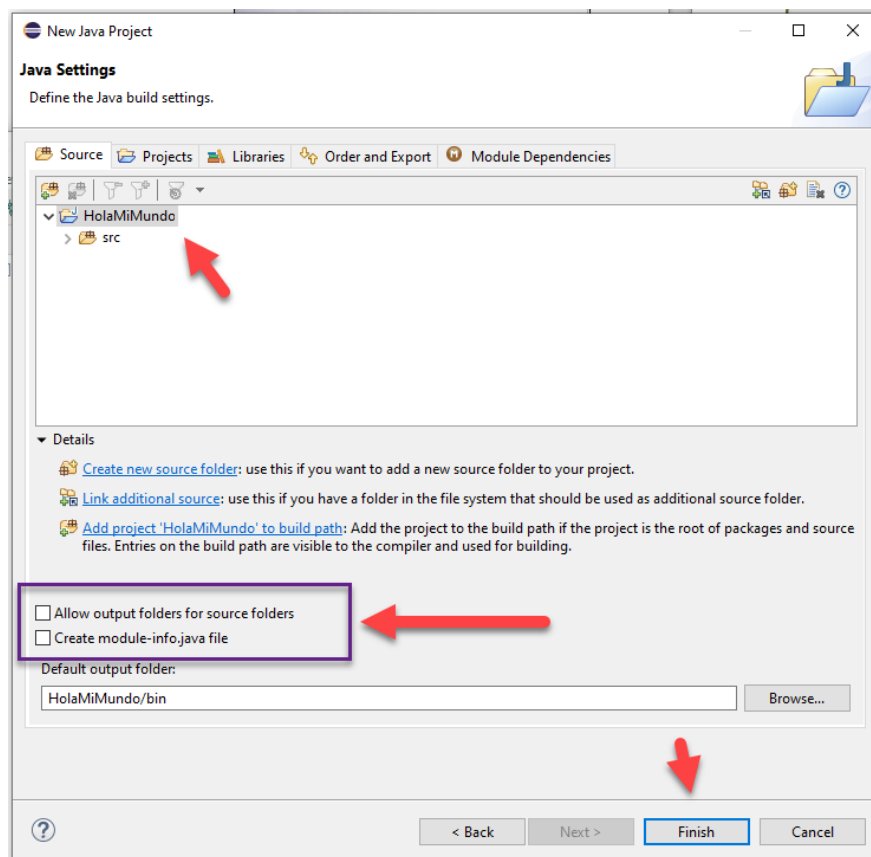 New Java Project
Java Settings
Define the Java build settings.
Source Projects Libraries Order and Export Module Dependencies
HolaMiMundo
src
Details
Create new source folder: use this if you want to add a new source folder to your project.
Link additional source: use this if you have a folder in the file system that should be used as additional source folder.
Add project 'HolaMiMundo' to build path: Add the project to the build path if the project is the root of packages and source
files. Entries on the build path are visible to the compiler and used for building.
Allow output folders for source folders
Create module-info.java file
Default output folder:
HolaMiMundo/bin Browse...
< Back Next > Finish Cancel